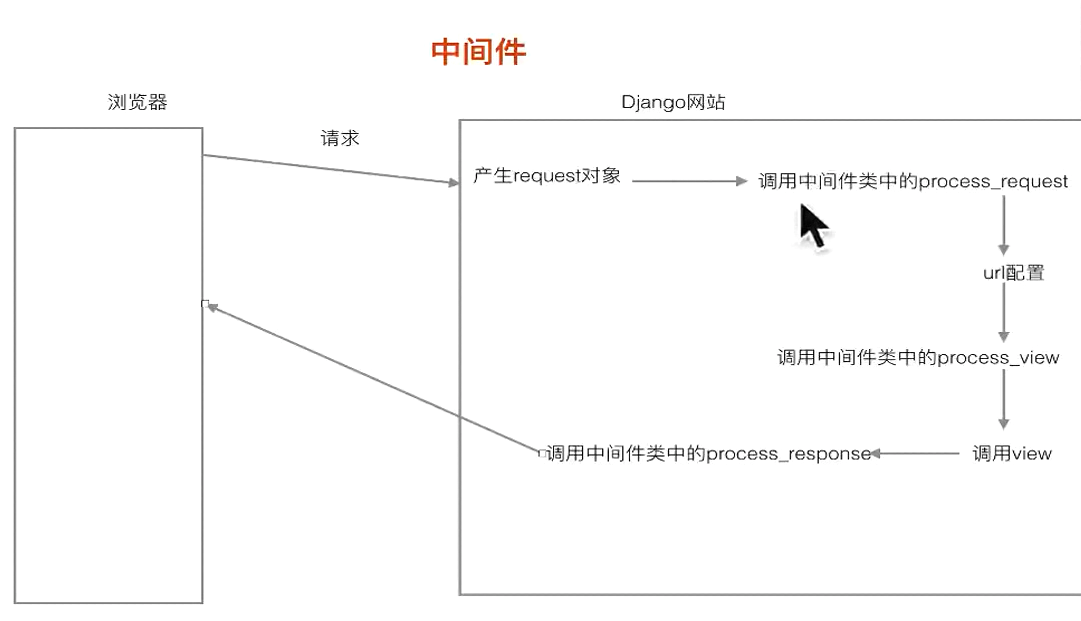 中间件
浏览器
Django网站
请求
产生request对象
调用中间件类中的process_request
url配置
调用中间件类中的process_view
调用view
调用中间件类中的process_response